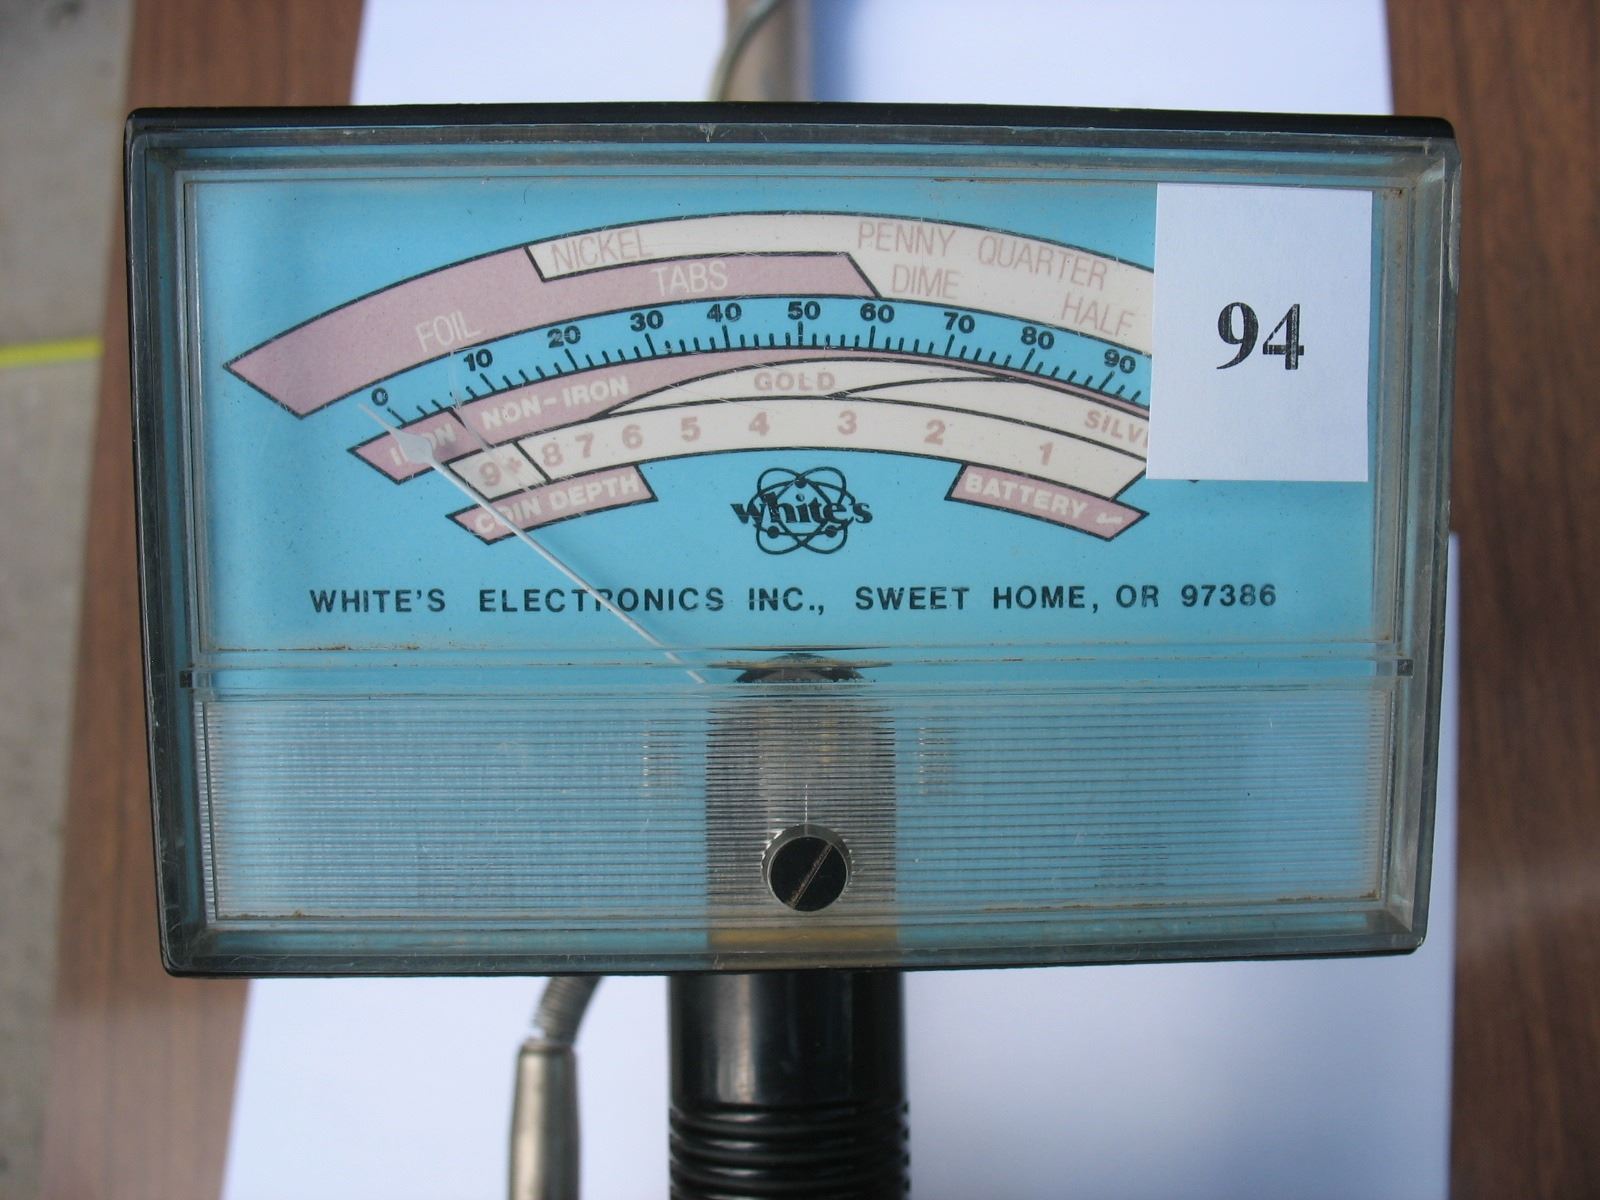 NICKEL PENNY QUARTER
TABS DIME
FOIL HALF
0 10 20 30 40 50 60 70 80 90
94
IRON NON-IRON GOLD
9+ 8 7 6 5 4 3 2 1
COIN DEPTH BATTERY
White's
WHITE'S ELECTRONICS INC., SWEET HOME, OR 97386